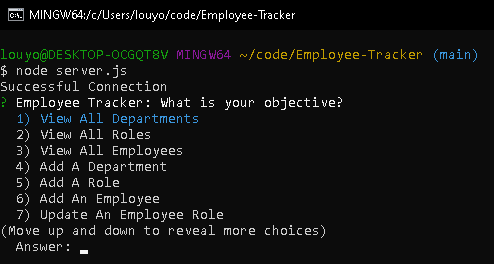 MINGW64:/c/Users/louyo/code/Employee-Tracker
louyo@DESKTOP-OCGQT8V MINGW64 ~/code/Employee-Tracker (main)
$ node server.js
Successful Connection
? Employee Tracker: What is your objective?
1) View All Departments
2) View All Roles
3) View All Employees
4) Add A Department
5) Add A Role
6) Add An Employee
7) Update An Employee Role
(Move up and down to reveal more choices)
Answer: